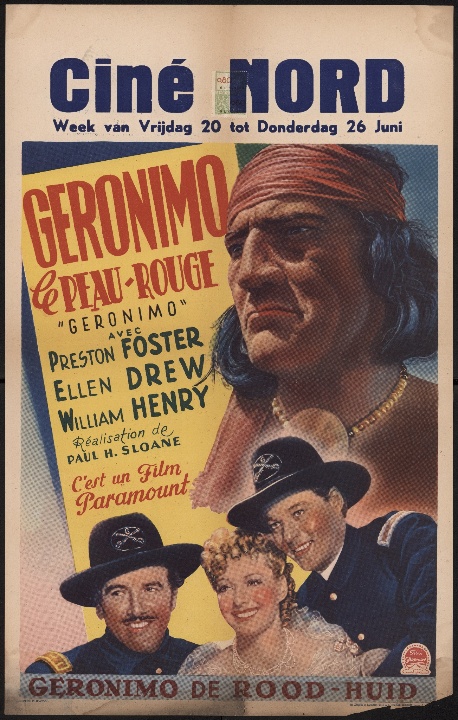 Ciné NORD
Week van Vrijdag 20 tot Donderdag 26 Juni
GERONIMO
Le PEAU-ROUGE
"GERONIMO"
AVEC
PRESTON FOSTER
ELLEN DREW
WILLIAM HENRY
Réalisation de
PAUL H. SLOANE
C'est un Film
Paramount
GERONIMO DE ROOD-HUID